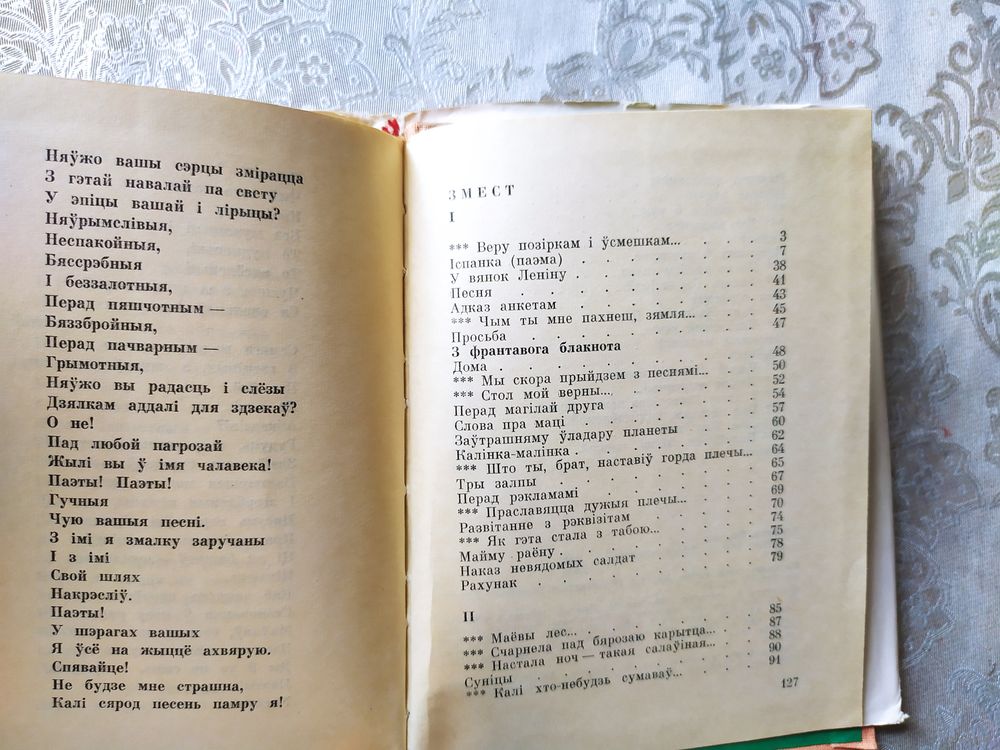 Няўжо вашы сэрцы змірацца
З гэтай навалай па свету
У эпіцы вашай і лірыцы?
Няўрымслівыя,
Неспакойныя,
Бяссрэбныя
І беззалотныя,
Перад пяшчотным —
Бяззбройныя,
Перад пачварным —
Грымотныя,
Няўжо вы радасць і слёзы
Дзялкам аддалі для здзекаў?
О не!
Пад любой пагрозай
Жылі вы ў імя чалавека!
Паэты! Паэты!
Гучныя
Чую вашыя песні.
З імі я змалку заручаны
І з імі
Свой шлях
Накрэсліў.
Паэты!
У шэрагах вашых
Я ўсё на жыццё ахвярую.
Спявайце!
Не будзе мне страшна,
Калі сярод песень памру я!
ЗМЕСТ
I
*** Веру позіркам і ўсмешкам... . . . . 3
Іспанка (паэма) . . . . . . . 7
У вянок Леніну . . . . . . . 38
Песня . . . . . . . . . 41
Адказ анкетам . . . . . . . 43
*** Чым ты мне пахнеш, зямля... . . . . 45
Просьба . . . . . . . . . 47
З франтавога блакнота
Дома . . . . . . . . . 48
*** Мы скора прыйдзем з песнямі... . . . 50
*** Стол мой верны... . . . . . . 52
Перад магілай друга . . . . . . 54
Слова пра маці . . . . . . . 57
Заўтрашняму ўладару планеты . . . . 60
Калінка-малінка . . . . . . . 62
*** Што ты, брат, наставіў горда плечы... . 64
Тры залпы . . . . . . . . 65
Перад рэкламамі . . . . . . . 67
*** Праславяцца дужыя плечы... . . . . 69
Развітанне з рэквізітам . . . . . 70
*** Як гэта стала з табою... . . . . 74
Майму раёну . . . . . . . . 75
Наказ невядомых салдат . . . . . 78
Рахунак . . . . . . . . . 79
II
*** Маёвы лес... . . . . . . . 85
*** Счарнела пад бярозаю карытца... . . . 87
*** Настала ноч — такая салаўіная... . . . 88
Суніцы . . . . . . . . . 90
*** Калі хто-небудзь сумаваў... . . . . 91
127